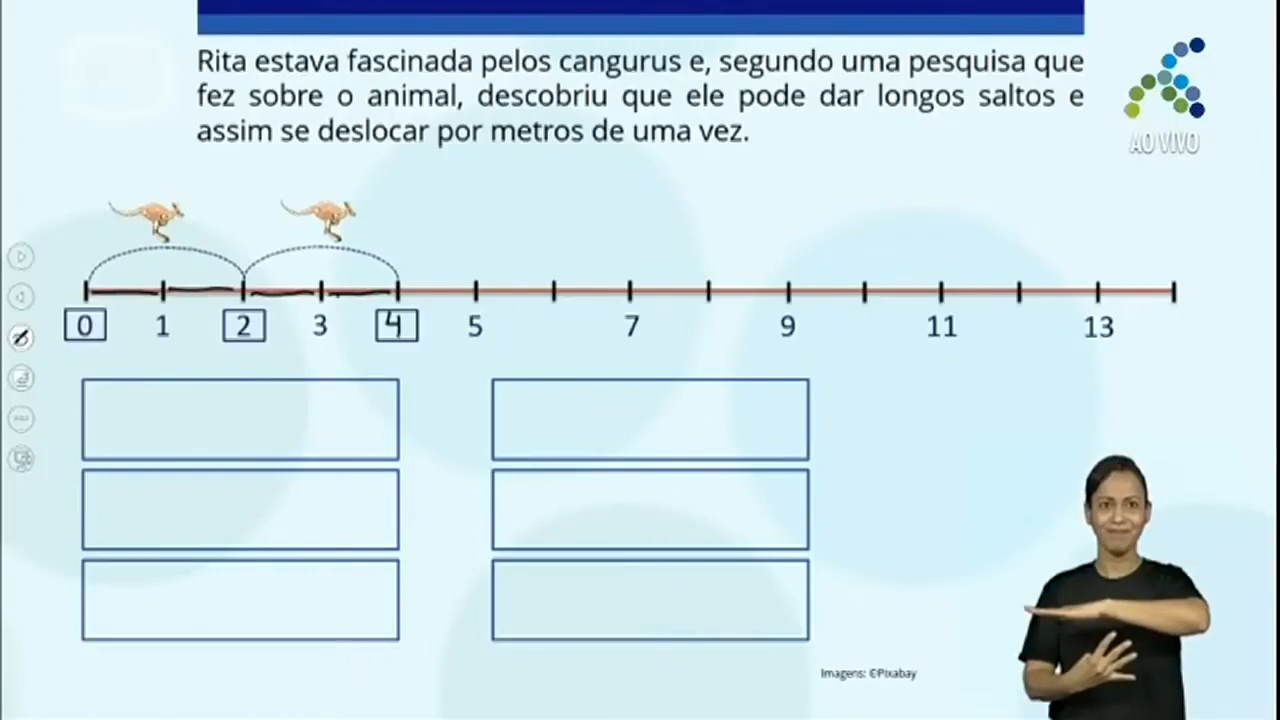 Rita estava fascinada pelos cangurus e, segundo uma pesquisa que
fez sobre o animal, descobriu que ele pode dar longos saltos e
assim se deslocar por metros de uma vez.
AO VIVO
0 1 2 3 4 5 7 9 11 13
Imagens: ©Pixabay